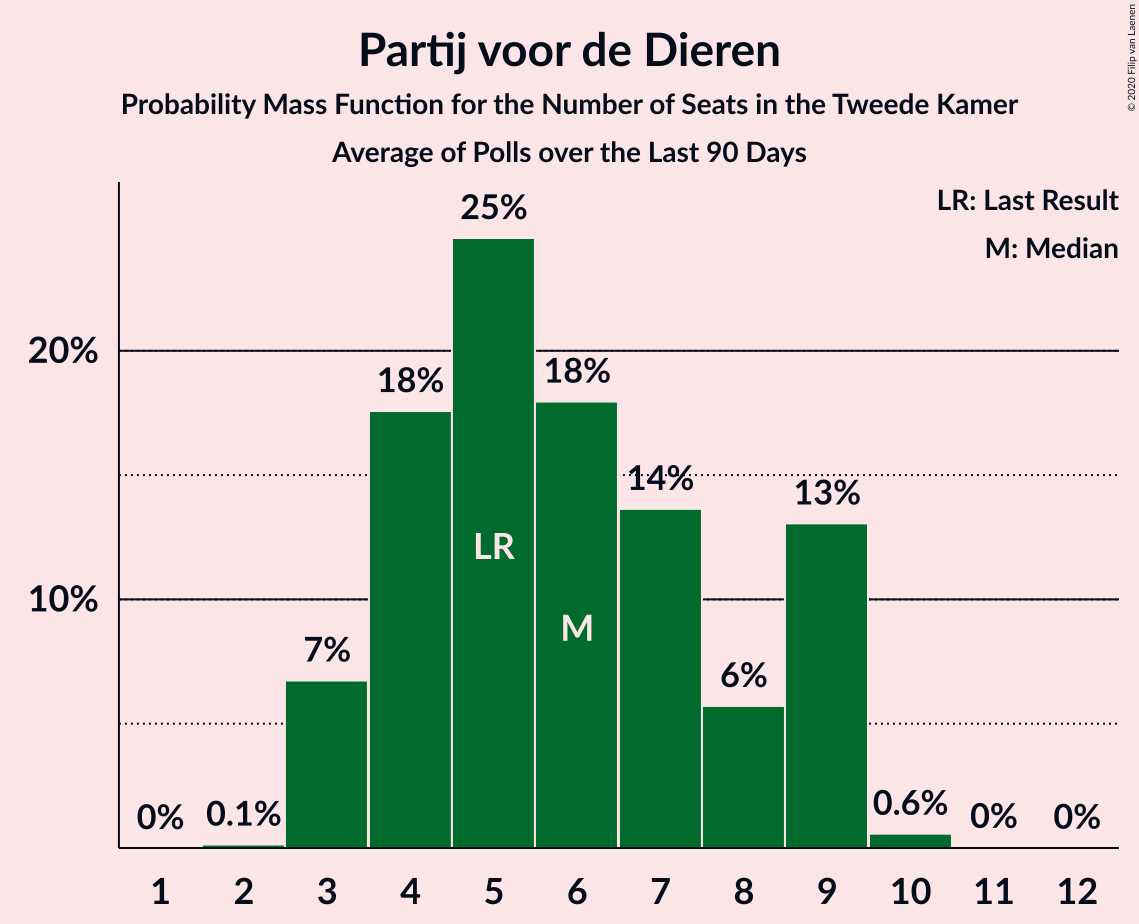 Partij voor de Dieren
Probability Mass Function for the Number of Seats in the Tweede Kamer
Average of Polls over the Last 90 Days
© 2020 Filip van Laenen
LR: Last Result
M: Median
20%
10%
0%
0.1%
7%
18%
25%
18%
14%
6%
13%
0.6%
0%
0%
LR
M
1 2 3 4 5 6 7 8 9 10 11 12